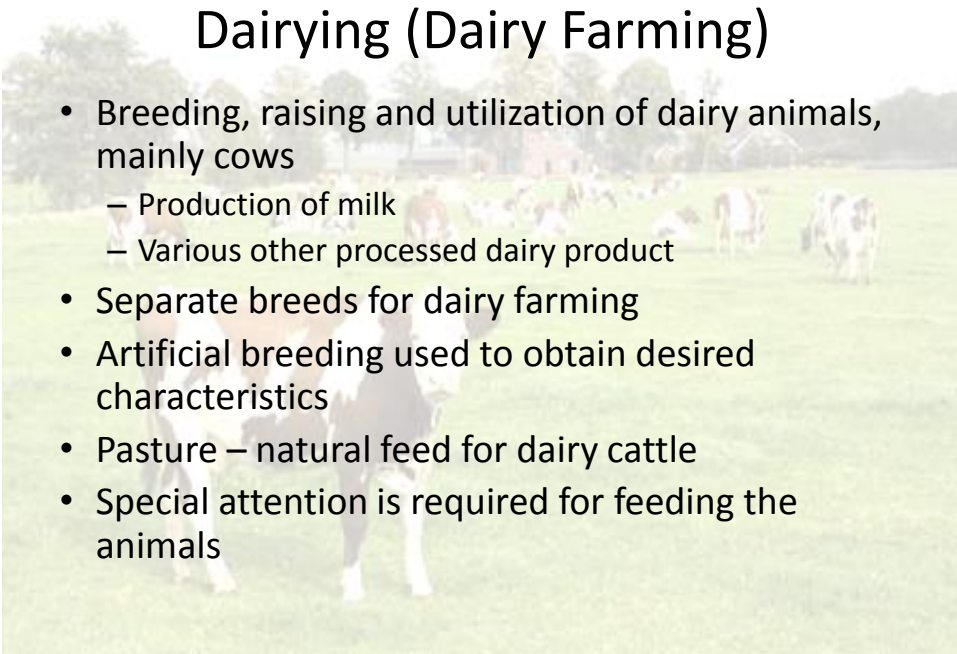 Dairying (Dairy Farming)
• Breeding, raising and utilization of dairy animals,
mainly cows
– Production of milk
– Various other processed dairy product
• Separate breeds for dairy farming
• Artificial breeding used to obtain desired
characteristics
• Pasture – natural feed for dairy cattle
• Special attention is required for feeding the
animals